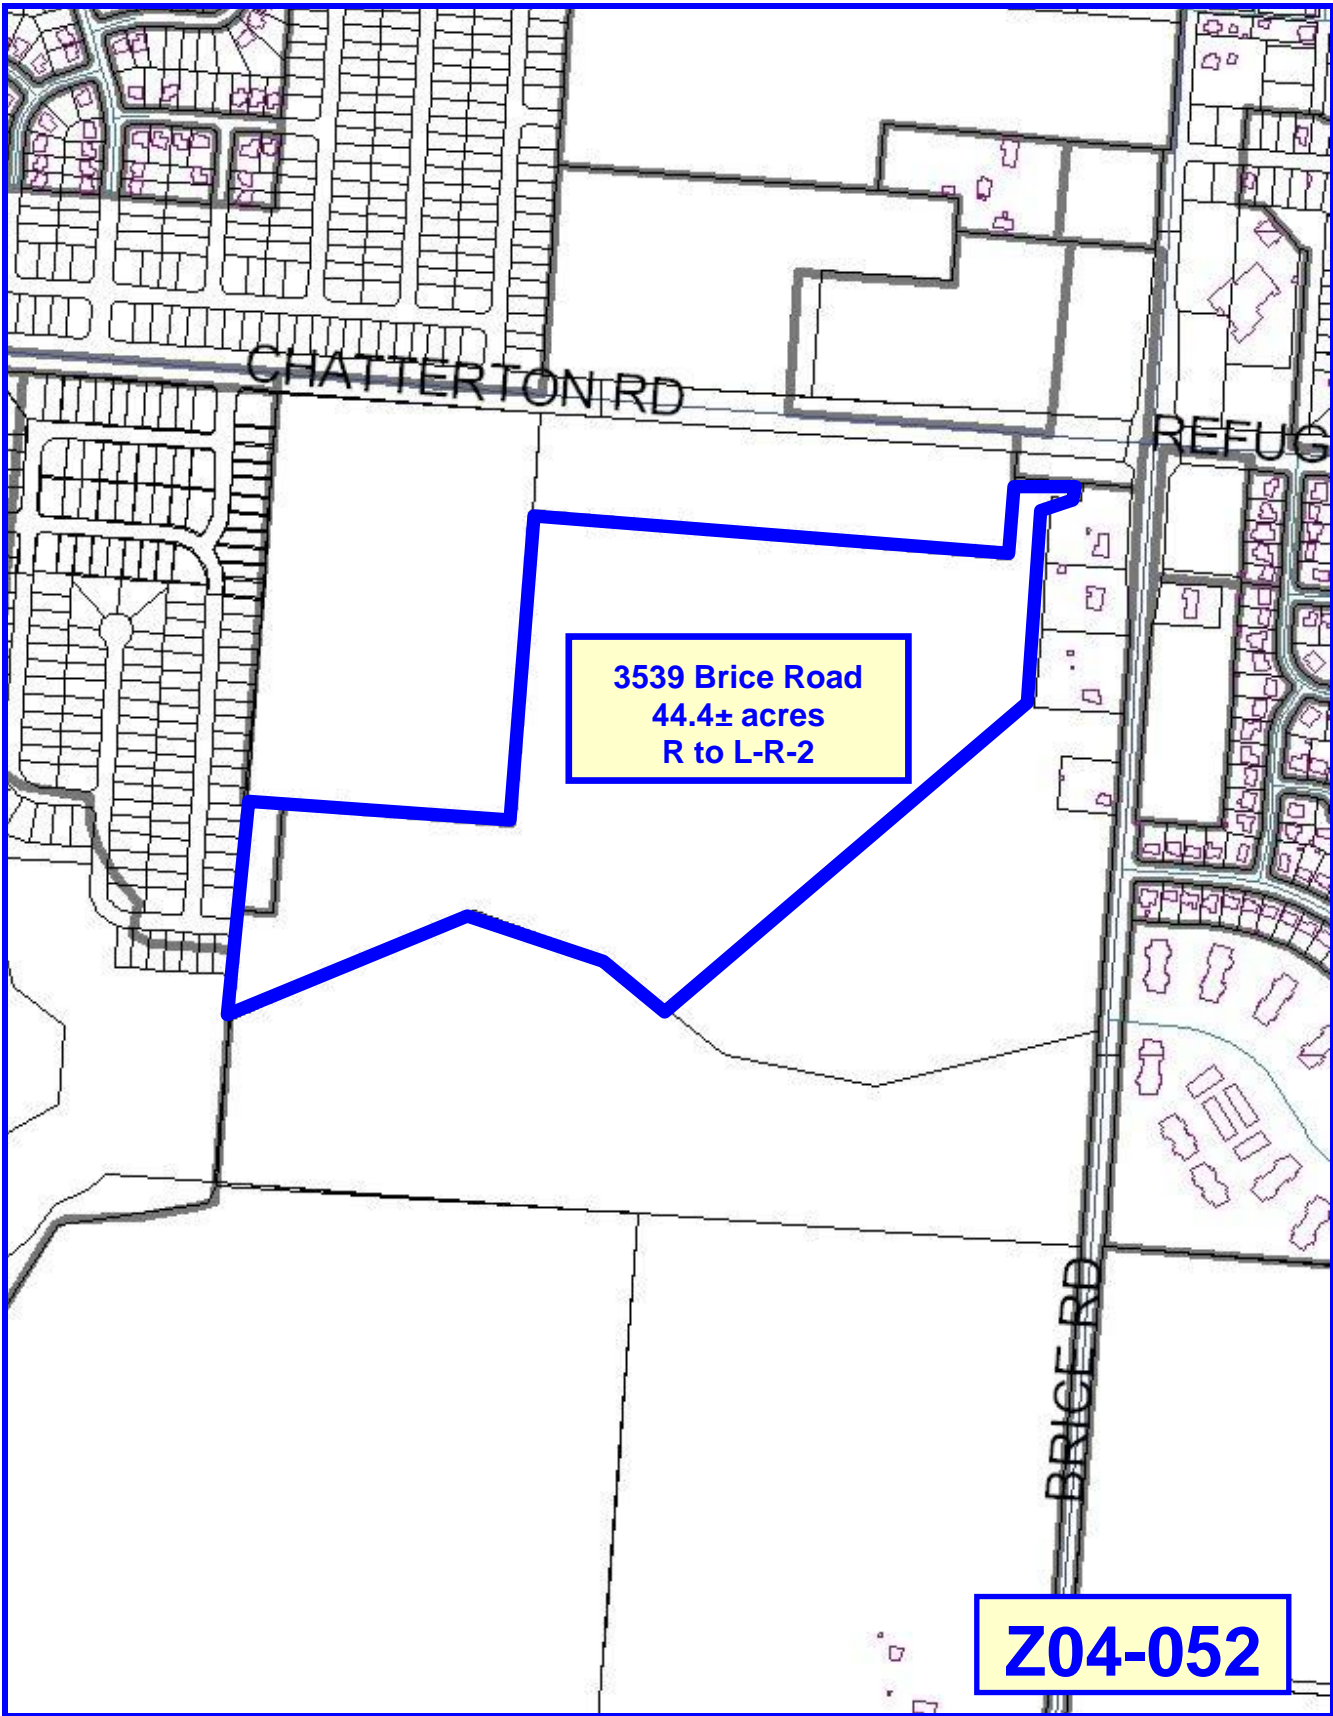 CHATTERTON RD
REFUG
3539 Brice Road
44.4± acres
R to L-R-2
BRICE RD
Z04-052